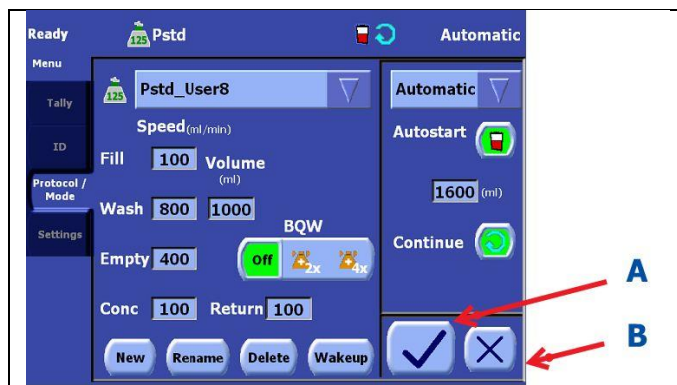 Ready
125 Pstd
Automatic
Menu
Tally
ID
Protocol / Mode
Settings
125 Pstd_User8
Speed (ml/min)
Fill 100 Volume (ml)
Wash 800 1000
BQW
Empty 400 Off 2x 4x
Conc 100 Return 100
New Rename Delete Wakeup
Automatic
Autostart
1600 (ml)
Continue
A
B